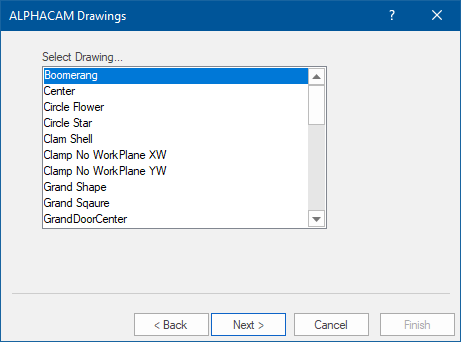 ALPHACAM Drawings ?
Select Drawing...
Boomerang
Center
Circle Flower
Circle Star
Clam Shell
Clamp No WorkPlane XW
Clamp No WorkPlane YW
Grand Shape
Grand Sqaure
GrandDoorCenter
< Back Next > Cancel Finish